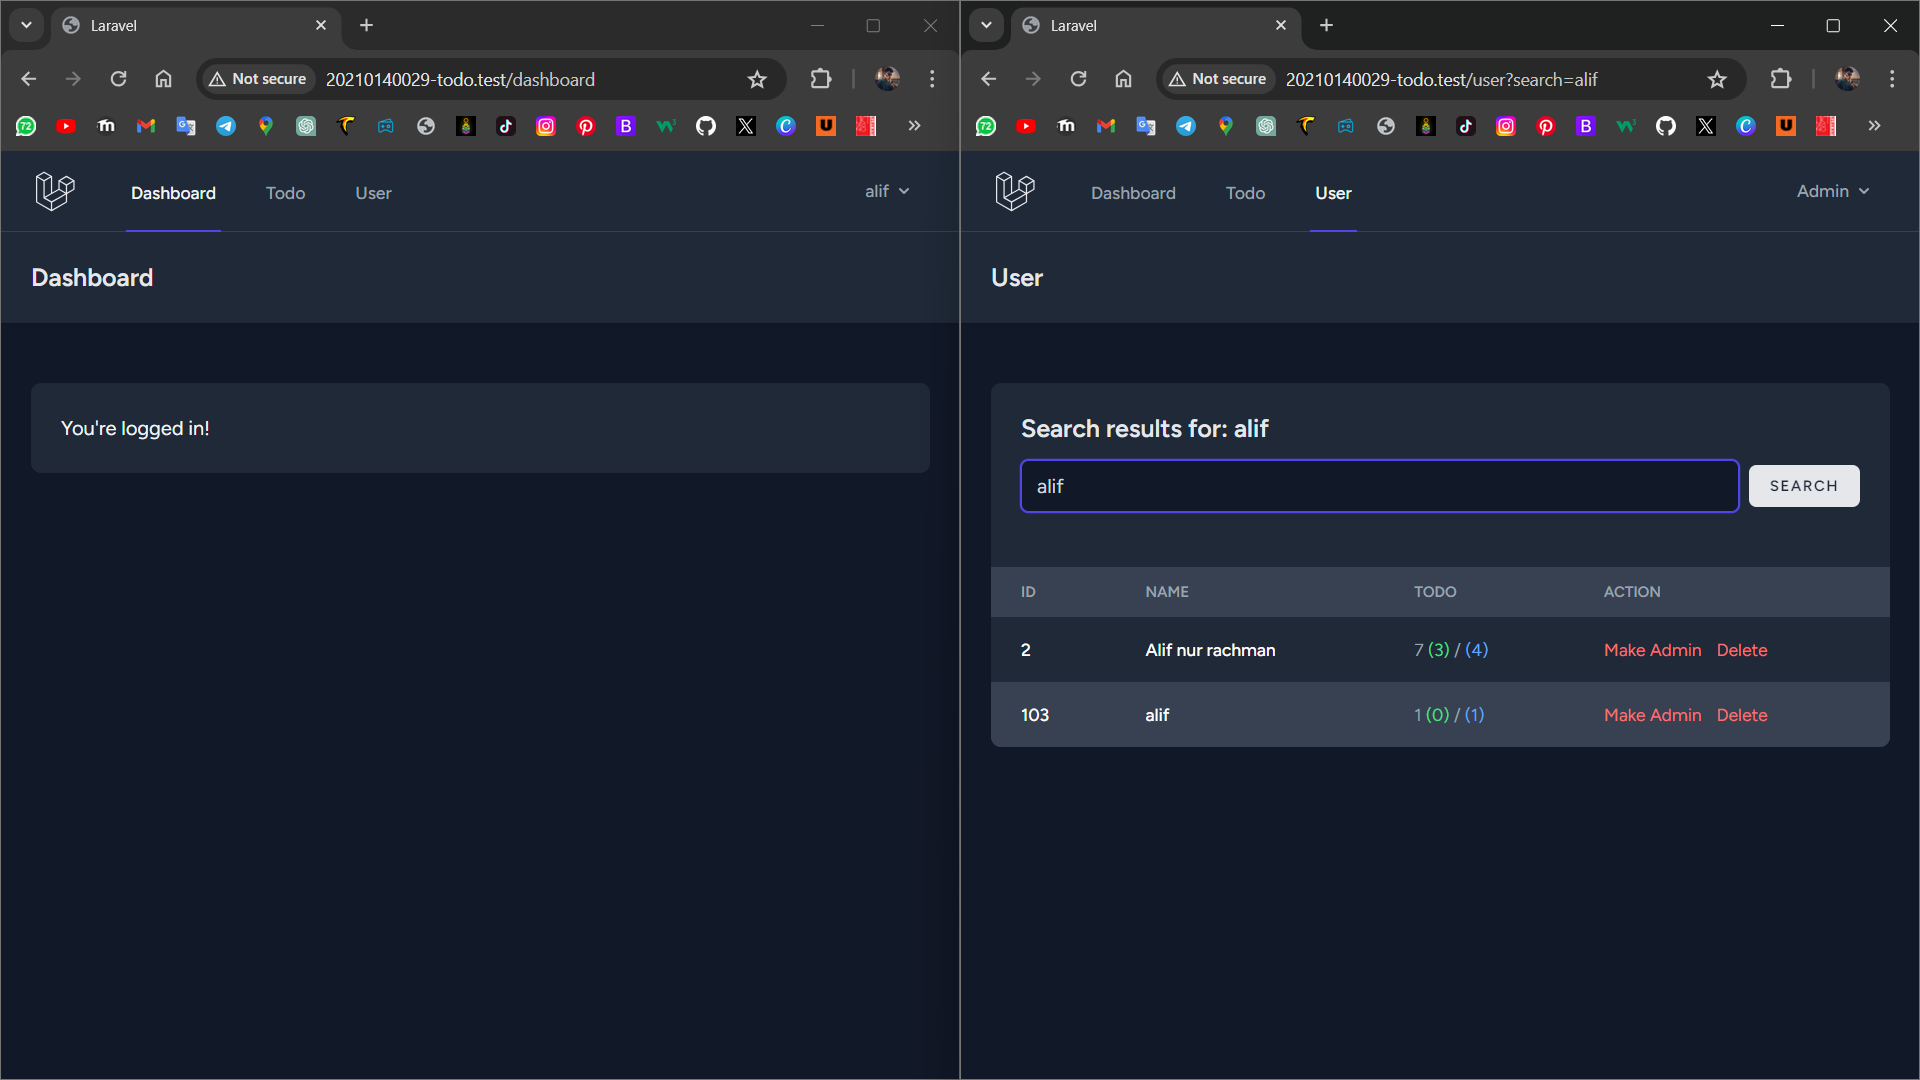 Laravel
Not secure
20210140029-todo.test/dashboard
72
Dashboard
Todo
User
alif
Dashboard
You're logged in!
Laravel
Not secure
20210140029-todo.test/user?search=alif
72
Dashboard
Todo
User
Admin
User
Search results for: alif
alif
SEARCH
ID NAME TODO ACTION
2 Alif nur rachman 7 (3) / (4) Make Admin Delete
103 alif 1 (0) / (1) Make Admin Delete